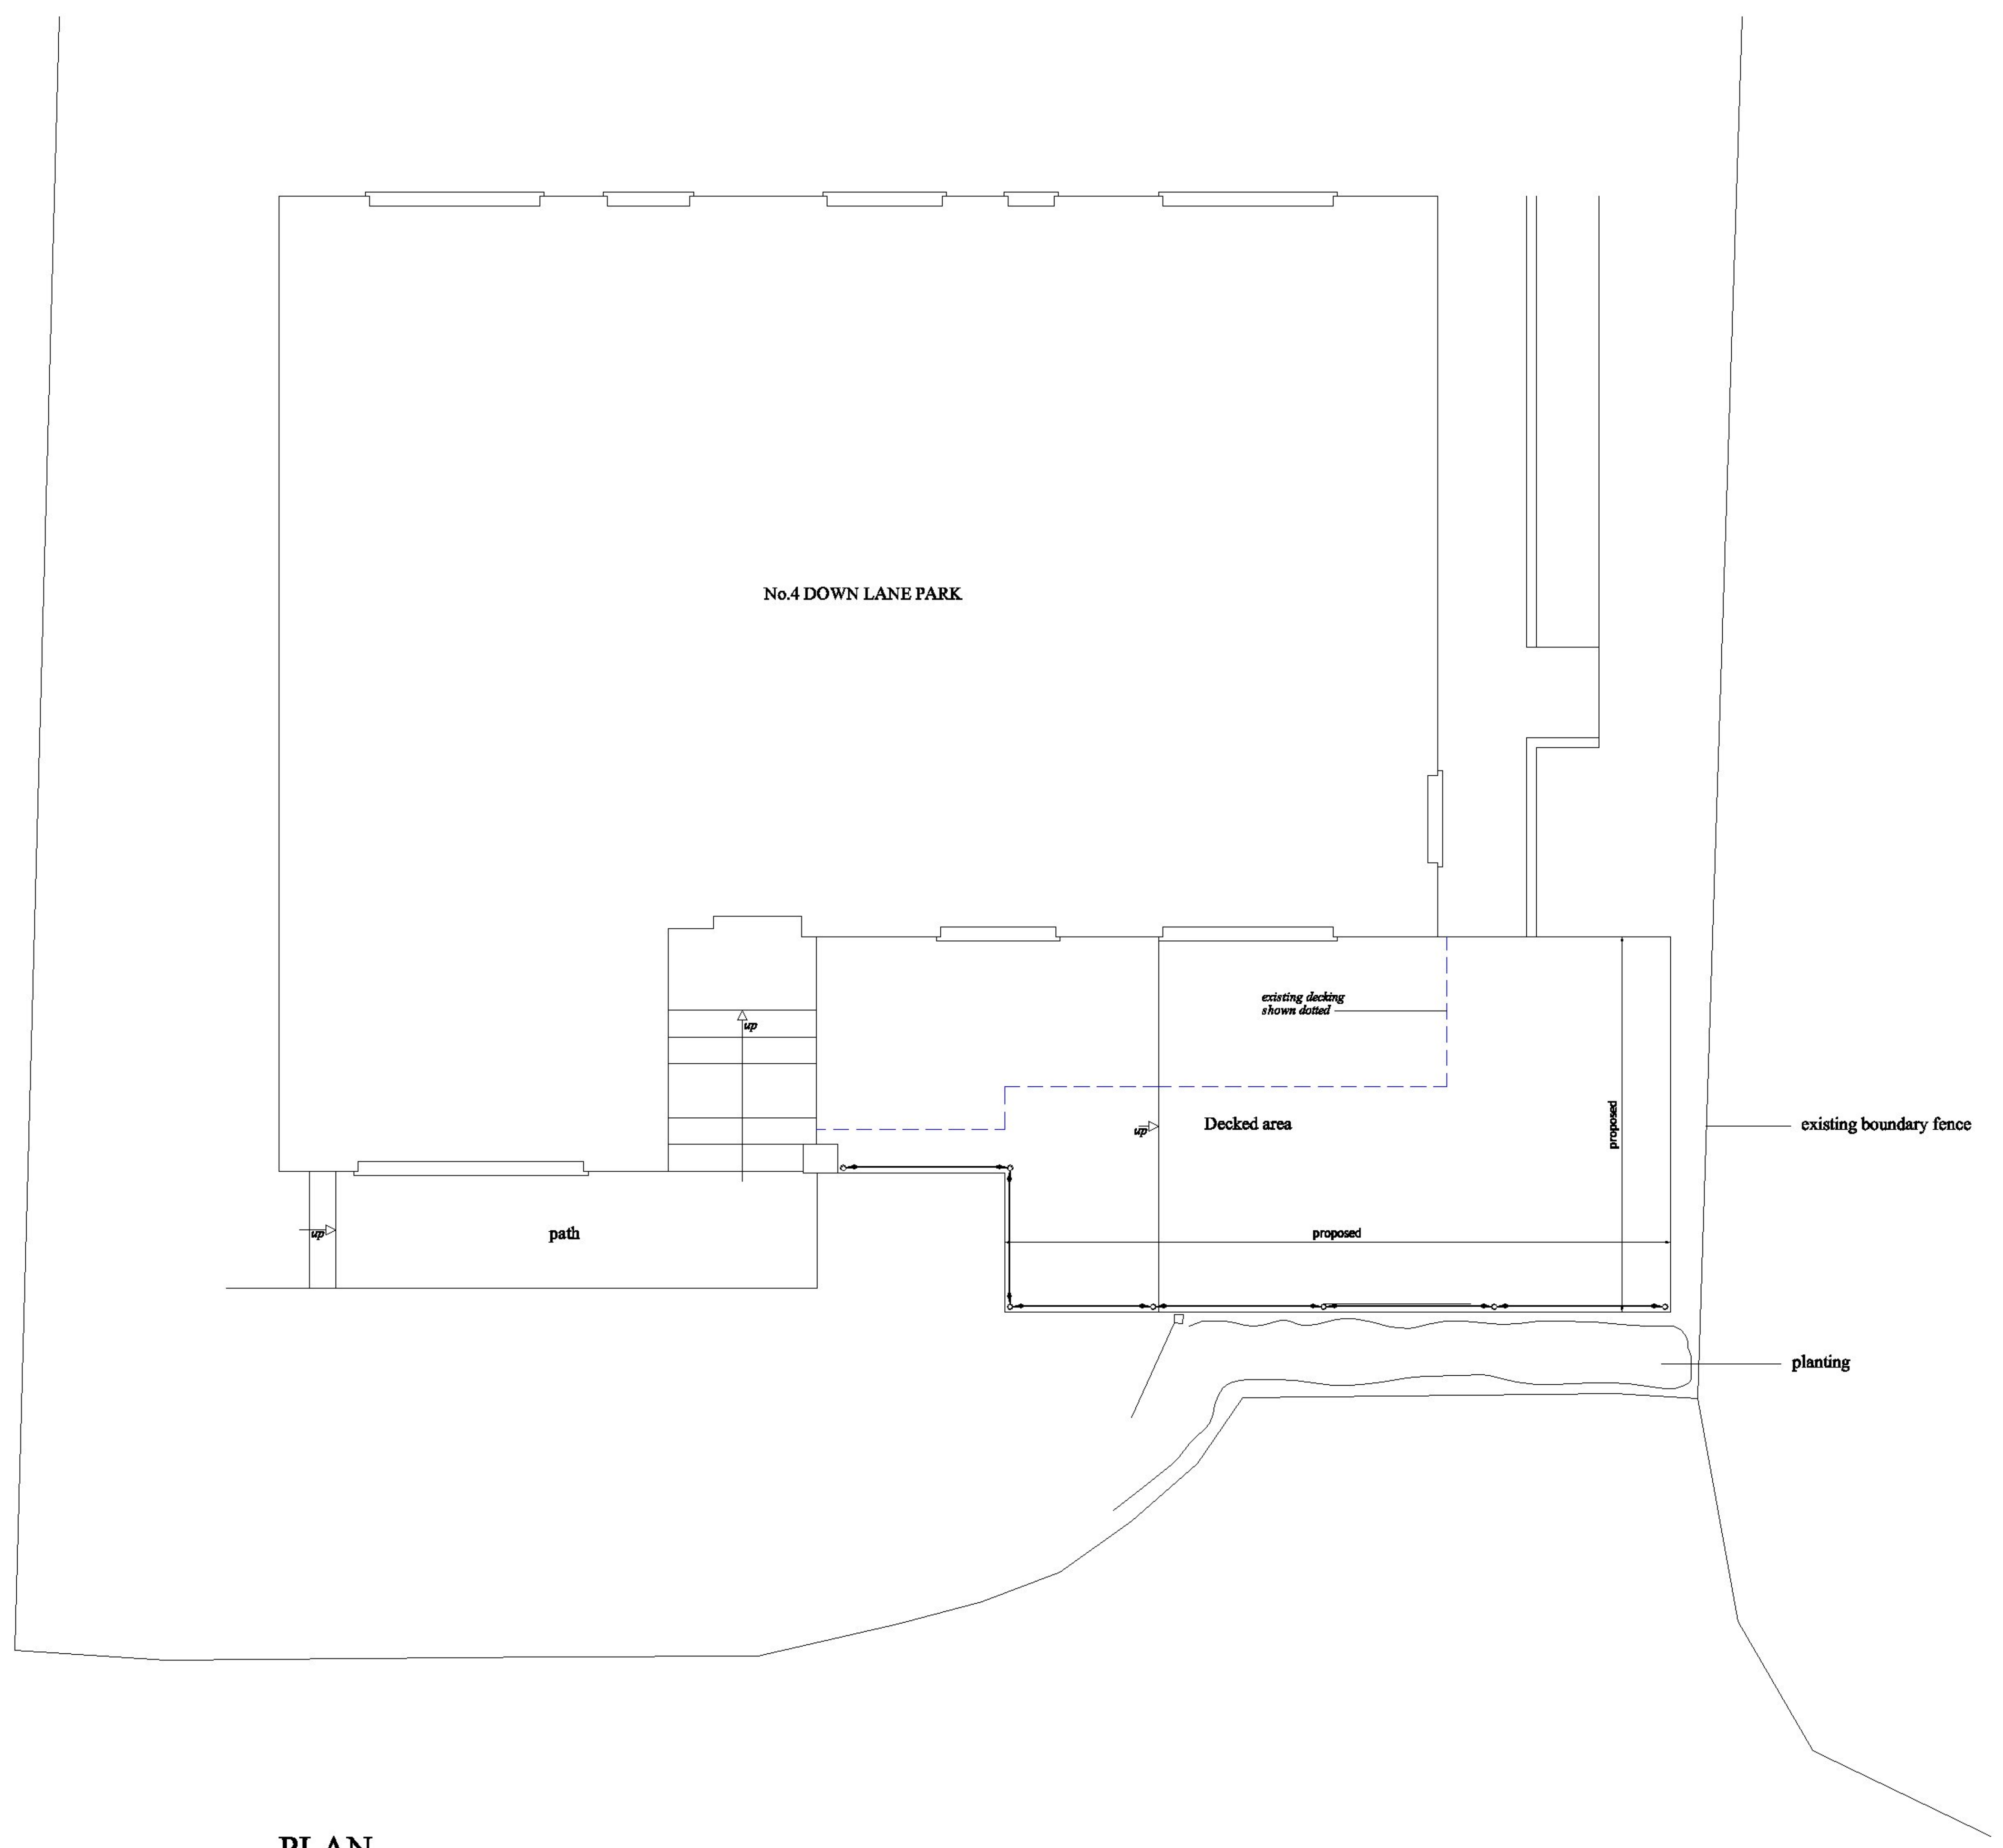 No.4 DOWN LANE PARK
existing decking
shown dotted
up
proposed
Decked area
existing boundary fence
up
up
path
proposed
planting
PLAN